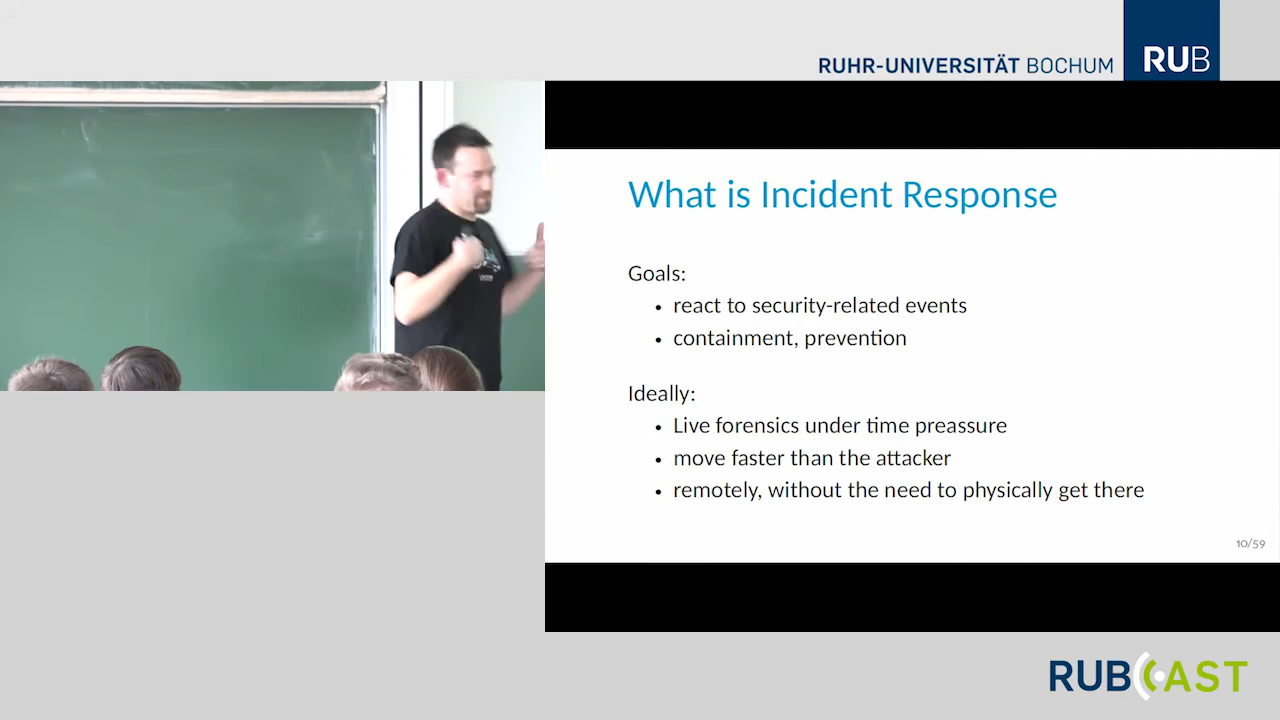 RUHR-UNIVERSITÄT BOCHUM
RUB
What is Incident Response
Goals:
• react to security-related events
• containment, prevention
Ideally:
• Live forensics under time preassure
• move faster than the attacker
• remotely, without the need to physically get there
10/59
RUBCAST